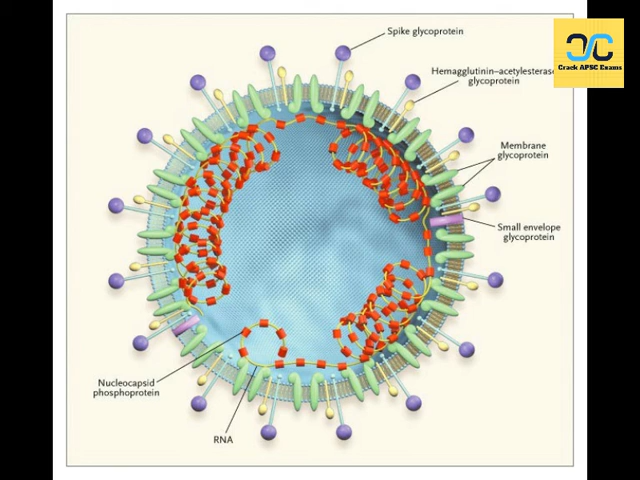 Spike glycoprotein
Crack APSC Exams
Hemagglutinin–acetylesterase
glycoprotein
Membrane
glycoprotein
Small envelope
glycoprotein
Nucleocapsid
phosphoprotein
RNA